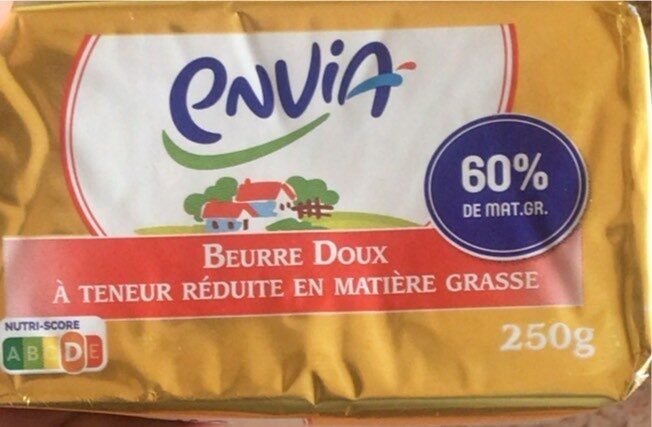 envia
60%
DE MAT.GR.
BEURRE DOUX
À TENEUR RÉDUITE EN MATIÈRE GRASSE
NUTRI-SCORE
A B C D E
250g